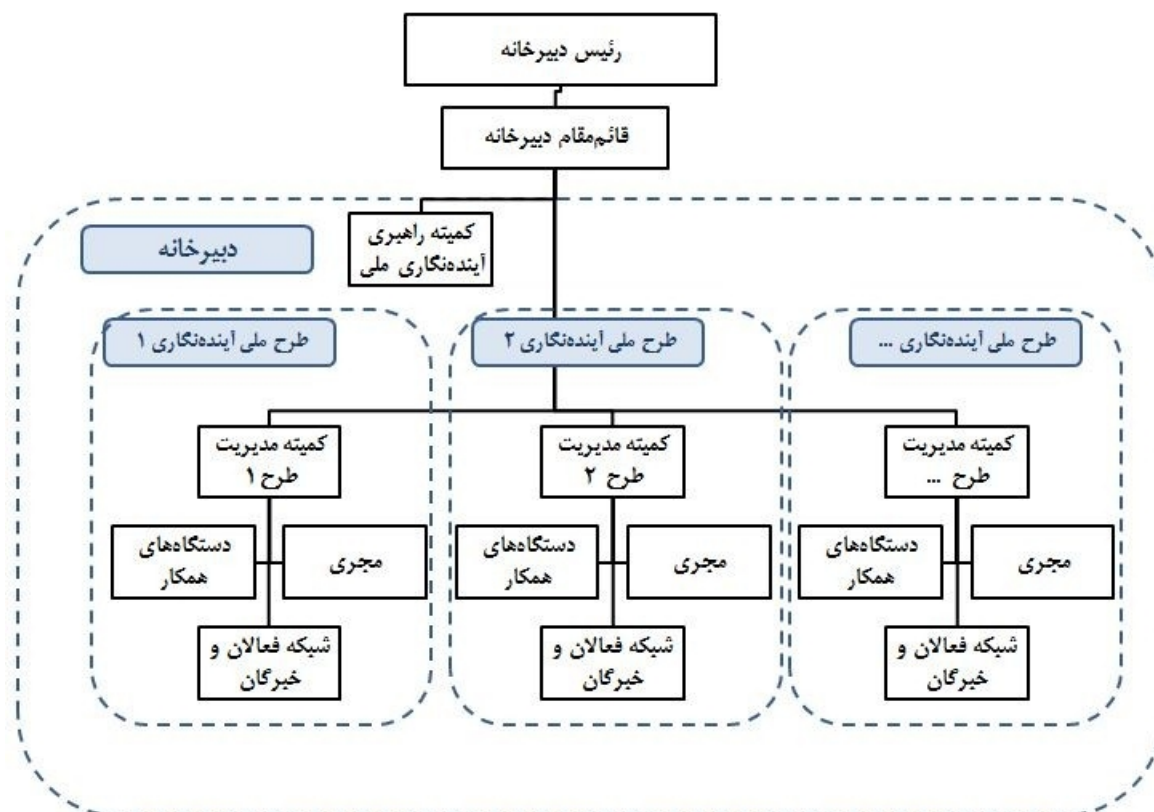 رئیس دبیرخانه
قائم‌مقام دبیرخانه
کمیته راهبری
آینده‌نگاری ملی
دبیرخانه
طرح ملی آینده‌نگاری ...
طرح ملی آینده‌نگاری ۲
طرح ملی آینده‌نگاری ۱
کمیته مدیریت
طرح ...
کمیته مدیریت
طرح ۲
کمیته مدیریت
طرح ۱
مجری
دستگاه‌های
همکار
مجری
دستگاه‌های
همکار
مجری
دستگاه‌های
همکار
شبکه فعالان و
خبرگان
شبکه فعالان و
خبرگان
شبکه فعالان و
خبرگان